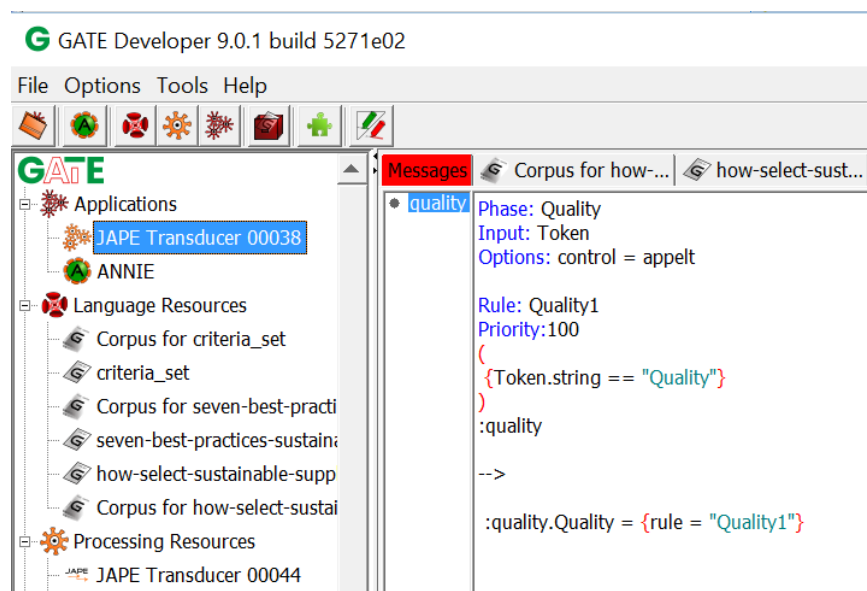 GATE Developer 9.0.1 build 5271e02
File Options Tools Help
GATE
Messages Corpus for how-... how-select-sust...
Applications
JAPE Transducer 00038
ANNIE
Language Resources
Corpus for criteria_set
criteria_set
Corpus for seven-best-practi
seven-best-practices-sustaina
how-select-sustainable-supp
Corpus for how-select-sustai
Processing Resources
JAPE Transducer 00044
quality
Phase: Quality
Input: Token
Options: control = appelt
Rule: Quality1
Priority:100
(
{Token.string == "Quality"}
)
:quality
-->
:quality.Quality = {rule = "Quality1"}